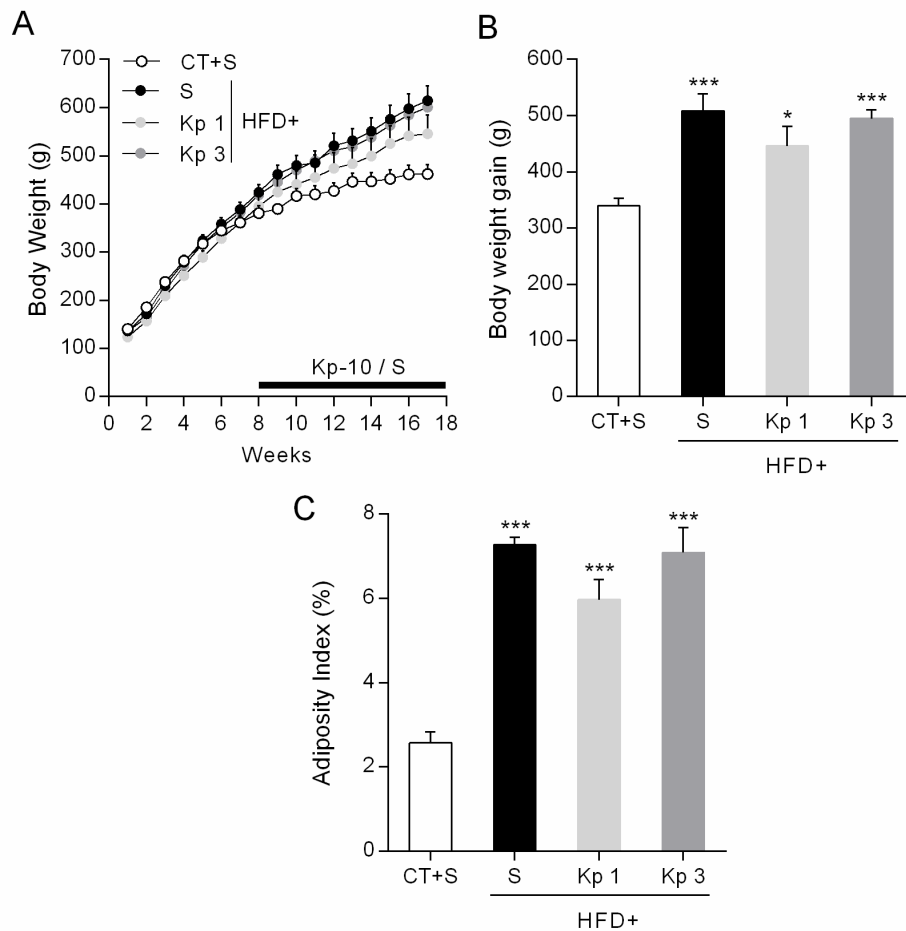 A
700
600
500
400
300
200
100
0
Body Weight (g)
CT+S
S
Kp 1
Kp 3
HFD+
Kp-10 / S
0 2 4 6 8 10 12 14 16 18
Weeks
B
600
500
400
300
200
100
0
Body weight gain (g)
*** * ***
CT+S S Kp 1 Kp 3
HFD+
C
8
6
4
2
0
Adiposity Index (%)
*** *** ***
CT+S S Kp 1 Kp 3
HFD+